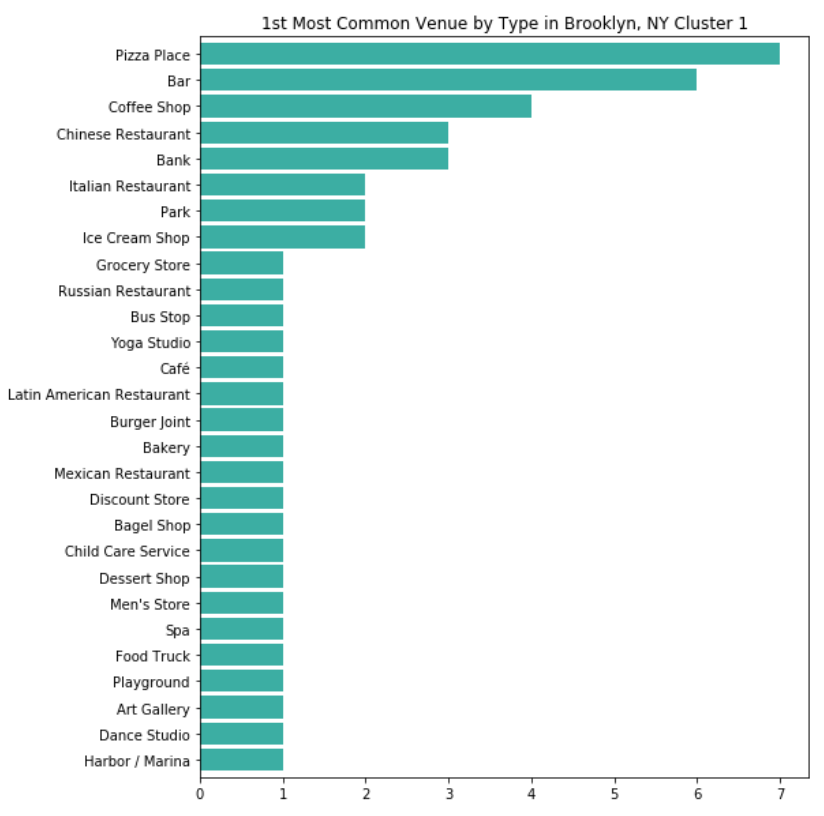 1st Most Common Venue by Type in Brooklyn, NY Cluster 1
Pizza Place
Bar
Coffee Shop
Chinese Restaurant
Bank
Italian Restaurant
Park
Ice Cream Shop
Grocery Store
Russian Restaurant
Bus Stop
Yoga Studio
Café
Latin American Restaurant
Burger Joint
Bakery
Mexican Restaurant
Discount Store
Bagel Shop
Child Care Service
Dessert Shop
Men's Store
Spa
Food Truck
Playground
Art Gallery
Dance Studio
Harbor / Marina
0 1 2 3 4 5 6 7